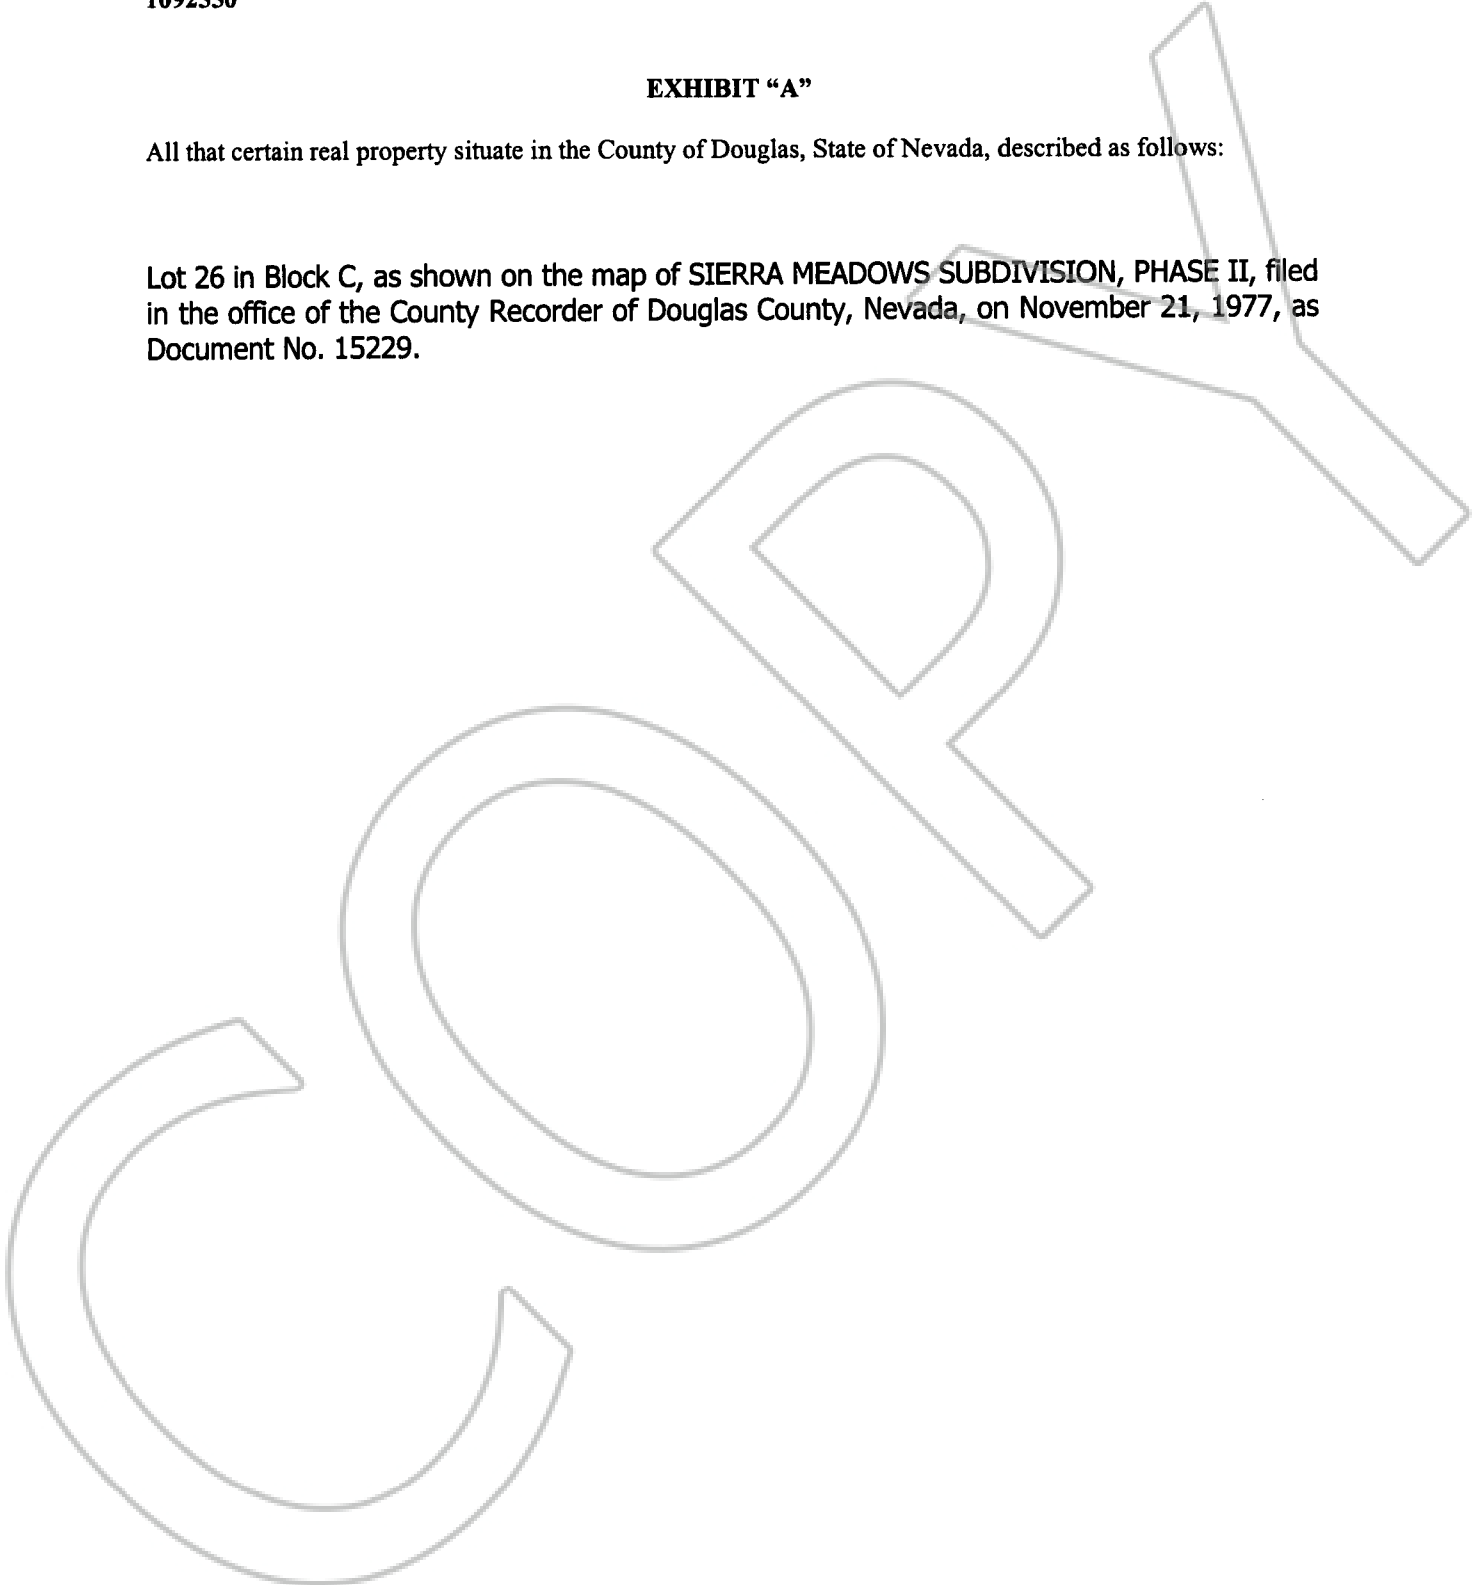 EXHIBIT “A”
All that certain real property situate in the County of Douglas, State of Nevada, described as follows:
Lot 26 in Block C, as shown on the map of SIERRA MEADOWS SUBDIVISION, PHASE II, filed
in the office of the County Recorder of Douglas County, Nevada, on November 21, 1977, as
Document No. 15229.
COPY